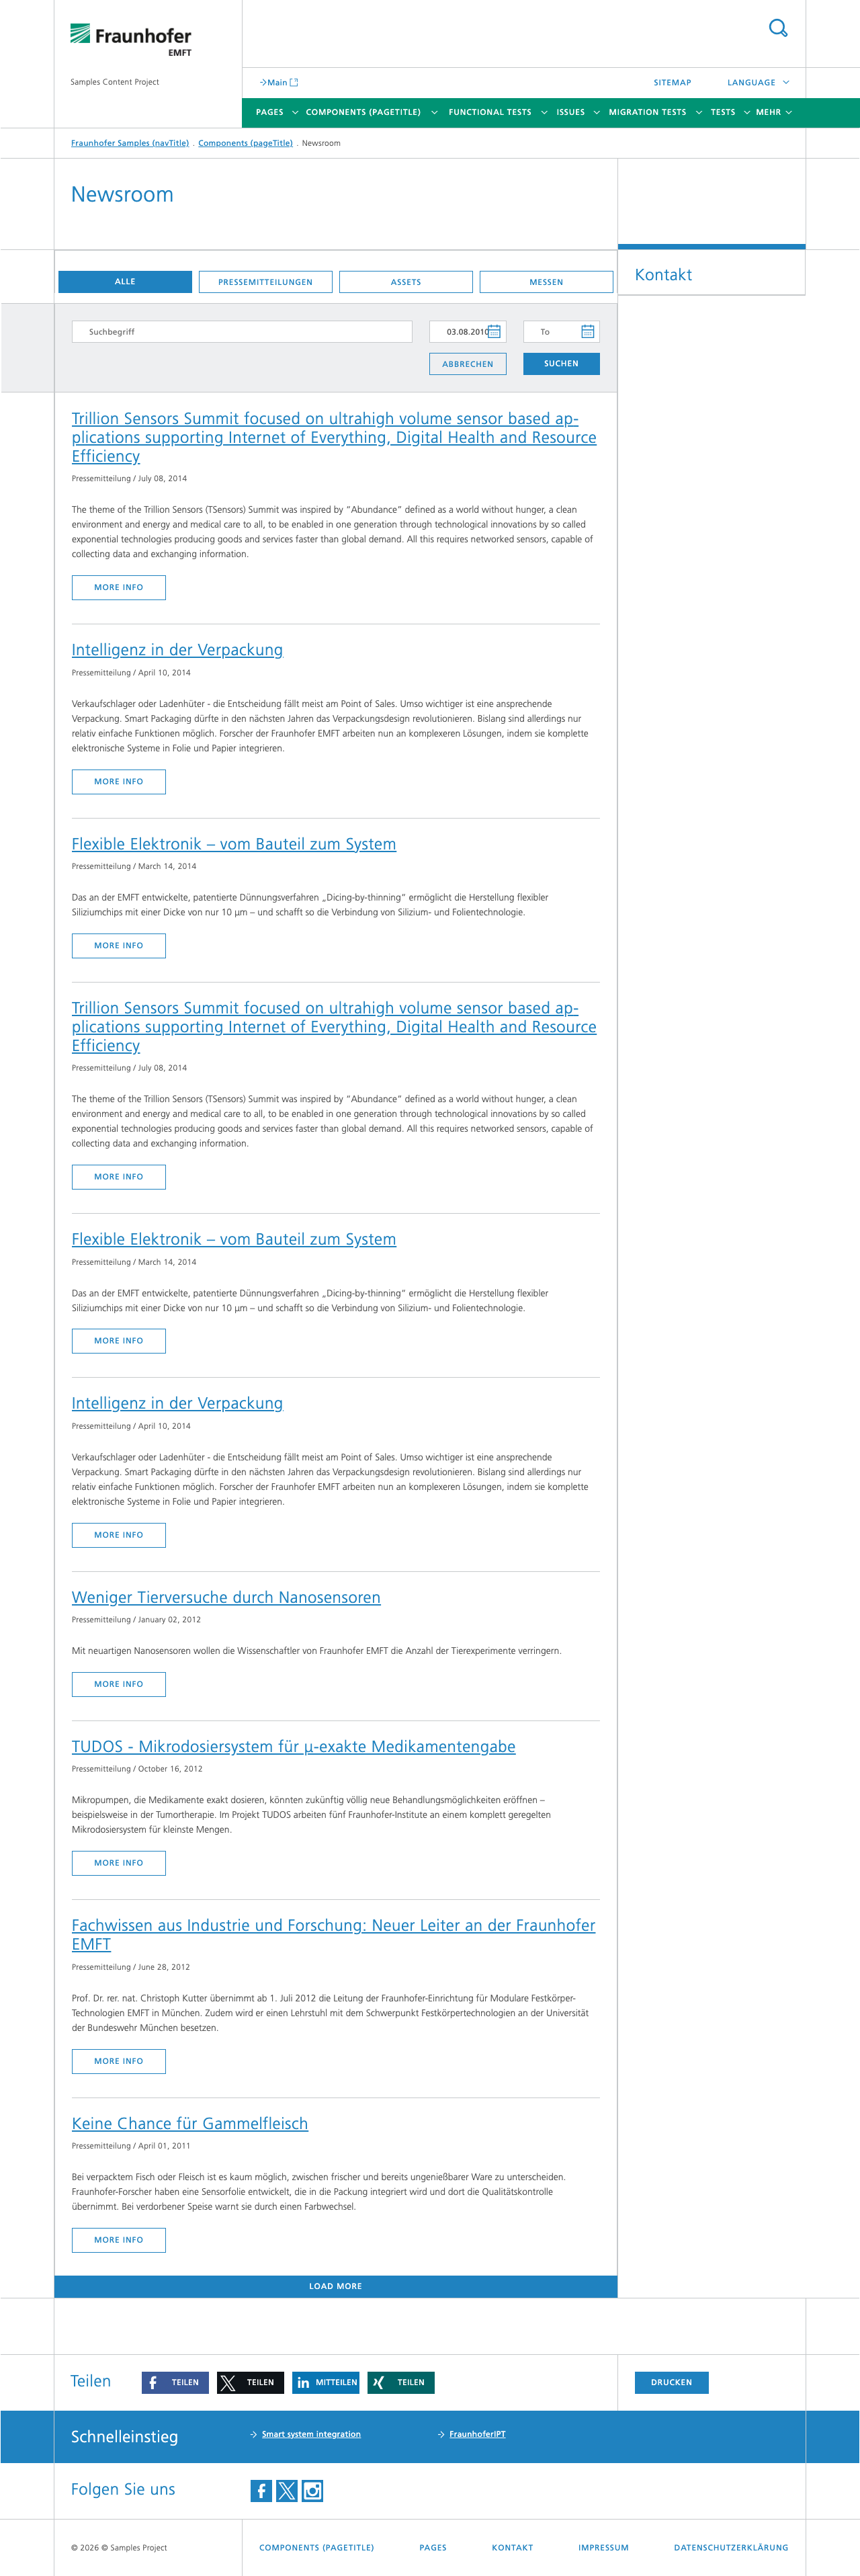 Fraunhofer
EMFT
Samples Content Project
Main
SITEMAP
LANGUAGE
PAGES
COMPONENTS (PAGETITLE)
FUNCTIONAL TESTS
ISSUES
MIGRATION TESTS
TESTS
MEHR
Fraunhofer Samples (navTitle) . Components (pageTitle) . Newsroom
Newsroom
Kontakt
ALLE
PRESSEMITTEILUNGEN
ASSETS
MESSEN
Suchbegriff
03.08.2010
To
ABBRECHEN
SUCHEN
Trillion Sensors Summit focused on ultrahigh volume sensor based ap-
plications supporting Internet of Everything, Digital Health and Resource
Efficiency
Pressemitteilung / July 08, 2014
The theme of the Trillion Sensors (TSensors) Summit was inspired by “Abundance” defined as a world without hunger, a clean
environment and energy and medical care to all, to be enabled in one generation through technological innovations by so called
exponential technologies producing goods and services faster than global demand. All this requires networked sensors, capable of
collecting data and exchanging information.
MORE INFO
Intelligenz in der Verpackung
Pressemitteilung / April 10, 2014
Verkaufschlager oder Ladenhüter - die Entscheidung fällt meist am Point of Sales. Umso wichtiger ist eine ansprechende
Verpackung. Smart Packaging dürfte in den nächsten Jahren das Verpackungsdesign revolutionieren. Bislang sind allerdings nur
relativ einfache Funktionen möglich. Forscher der Fraunhofer EMFT arbeiten nun an komplexeren Lösungen, indem sie komplette
elektronische Systeme in Folie und Papier integrieren.
MORE INFO
Flexible Elektronik – vom Bauteil zum System
Pressemitteilung / March 14, 2014
Das an der EMFT entwickelte, patentierte Dünnungsverfahren „Dicing-by-thinning“ ermöglicht die Herstellung flexibler
Siliziumchips mit einer Dicke von nur 10 µm – und schafft so die Verbindung von Silizium- und Folientechnologie.
MORE INFO
Trillion Sensors Summit focused on ultrahigh volume sensor based ap-
plications supporting Internet of Everything, Digital Health and Resource
Efficiency
Pressemitteilung / July 08, 2014
The theme of the Trillion Sensors (TSensors) Summit was inspired by “Abundance” defined as a world without hunger, a clean
environment and energy and medical care to all, to be enabled in one generation through technological innovations by so called
exponential technologies producing goods and services faster than global demand. All this requires networked sensors, capable of
collecting data and exchanging information.
MORE INFO
Flexible Elektronik – vom Bauteil zum System
Pressemitteilung / March 14, 2014
Das an der EMFT entwickelte, patentierte Dünnungsverfahren „Dicing-by-thinning“ ermöglicht die Herstellung flexibler
Siliziumchips mit einer Dicke von nur 10 µm – und schafft so die Verbindung von Silizium- und Folientechnologie.
MORE INFO
Intelligenz in der Verpackung
Pressemitteilung / April 10, 2014
Verkaufschlager oder Ladenhüter - die Entscheidung fällt meist am Point of Sales. Umso wichtiger ist eine ansprechende
Verpackung. Smart Packaging dürfte in den nächsten Jahren das Verpackungsdesign revolutionieren. Bislang sind allerdings nur
relativ einfache Funktionen möglich. Forscher der Fraunhofer EMFT arbeiten nun an komplexeren Lösungen, indem sie komplette
elektronische Systeme in Folie und Papier integrieren.
MORE INFO
Weniger Tierversuche durch Nanosensoren
Pressemitteilung / January 02, 2012
Mit neuartigen Nanosensoren wollen die Wissenschaftler von Fraunhofer EMFT die Anzahl der Tierexperimente verringern.
MORE INFO
TUDOS - Mikrodosiersystem für µ-exakte Medikamentengabe
Pressemitteilung / October 16, 2012
Mikropumpen, die Medikamente exakt dosieren, könnten zukünftig völlig neue Behandlungsmöglichkeiten eröffnen –
beispielsweise in der Tumortherapie. Im Projekt TUDOS arbeiten fünf Fraunhofer-Institute an einem komplett geregelten
Mikrodosiersystem für kleinste Mengen.
MORE INFO
Fachwissen aus Industrie und Forschung: Neuer Leiter an der Fraunhofer
EMFT
Pressemitteilung / June 28, 2012
Prof. Dr. rer. nat. Christoph Kutter übernimmt ab 1. Juli 2012 die Leitung der Fraunhofer-Einrichtung für Modulare Festkörper-
Technologien EMFT in München. Zudem wird er einen Lehrstuhl mit dem Schwerpunkt Festkörpertechnologien an der Universität
der Bundeswehr München besetzen.
MORE INFO
Keine Chance für Gammelfleisch
Pressemitteilung / April 01, 2011
Bei verpacktem Fisch oder Fleisch ist es kaum möglich, zwischen frischer und bereits ungenießbarer Ware zu unterscheiden.
Fraunhofer-Forscher haben eine Sensorfolie entwickelt, die in die Packung integriert wird und dort die Qualitätskontrolle
übernimmt. Bei verdorbener Speise warnt sie durch einen Farbwechsel.
MORE INFO
LOAD MORE
Teilen
TEILEN
TEILEN
MITTEILEN
TEILEN
DRUCKEN
Schnelleinstieg
Smart system integration
FraunhoferIPT
Folgen Sie uns
© 2026 © Samples Project
COMPONENTS (PAGETITLE)
PAGES
KONTAKT
IMPRESSUM
DATENSCHUTZERKLÄRUNG